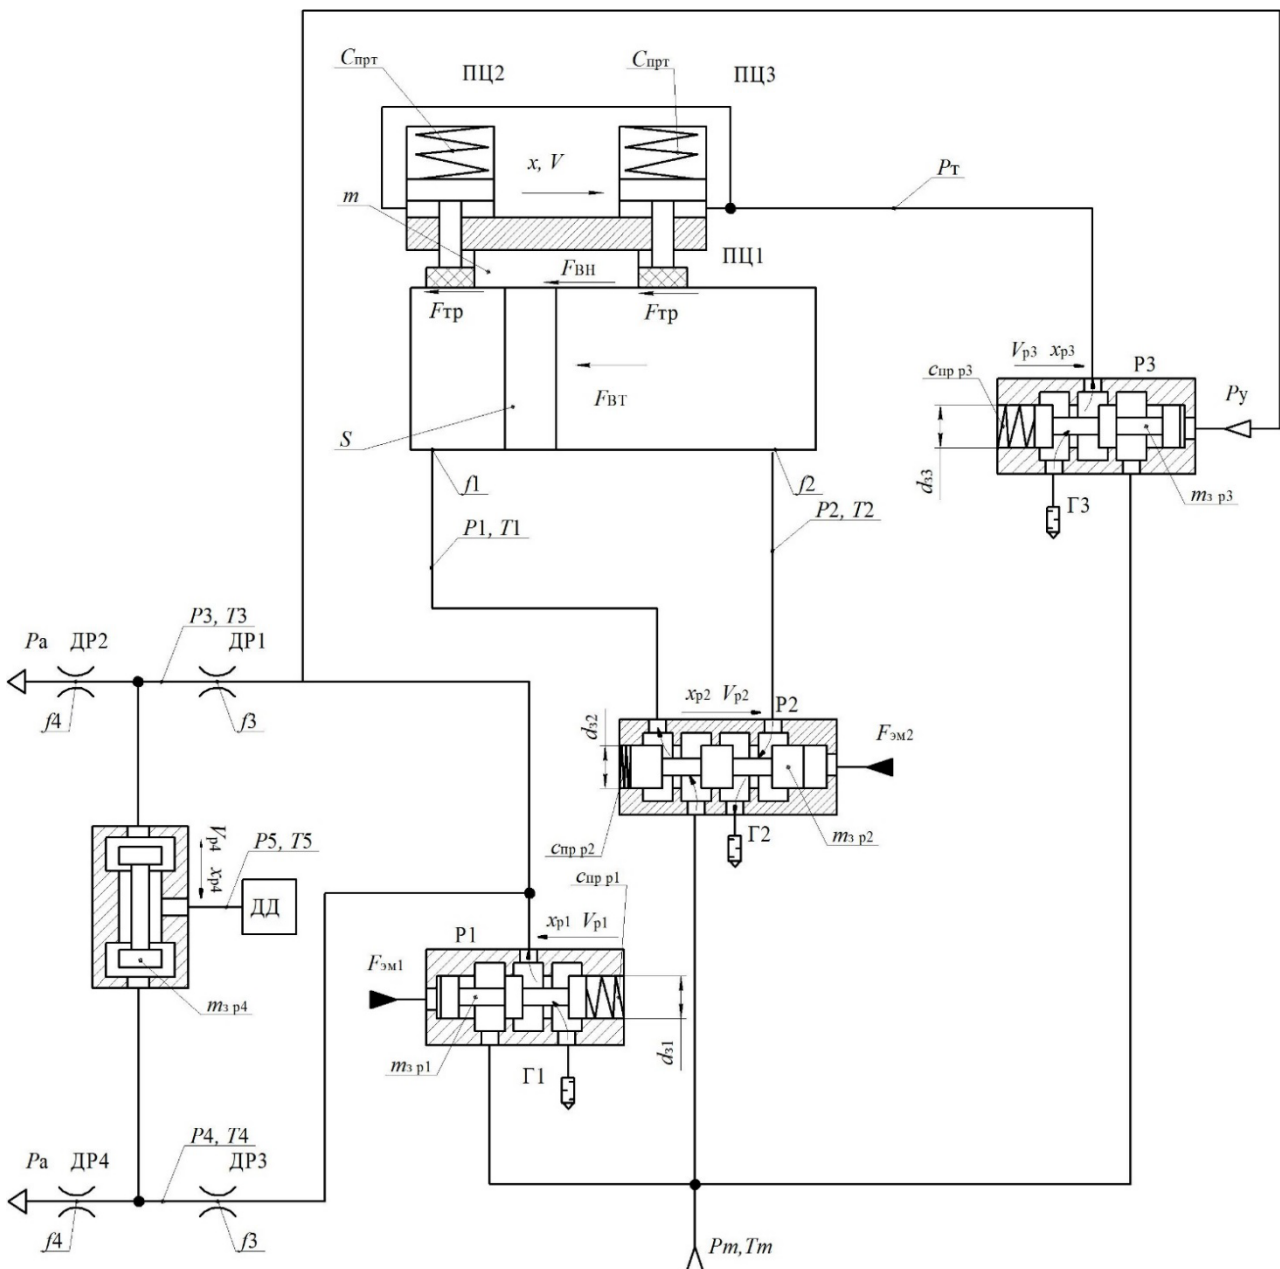 Cпрт
ПЦ2
Cпрт
ПЦ3
x, V
Pт
m
ПЦ1
Fвн
Fтр
Fтр
Fвт
S
f1
f2
P1, T1
P2, T2
Vр3 xр3
P3
cпр р3
Pу
dз3
Г3
mз р3
P3, T3
Pa
ДР2
ДР1
f4
f3
xр2 Vр2
P2
dз2
Fэм2
Г2
mз р2
cпр р2
Vр4 xр4
P5, T5
ДД
mз р4
cпр р1
xр1 Vр1
P1
Fэм1
mз р1
Г1
dз1
P4, T4
Pa
ДР4
ДР3
f4
f3
Pm,Tm